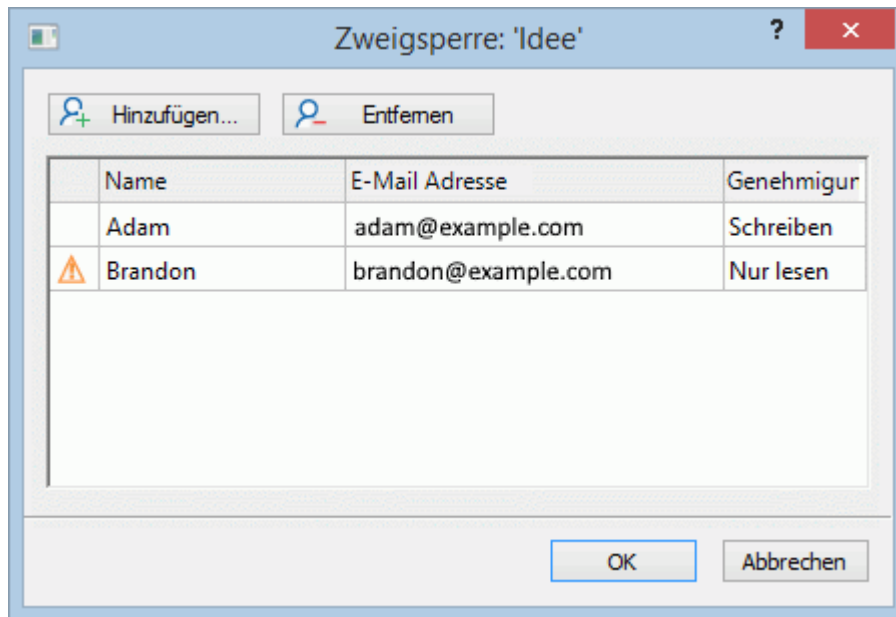 Zweigsperre: 'Idee' ?
Hinzufügen... Entfernen
Name E-Mail Adresse Genehmigur
Adam adam@example.com Schreiben
Brandon brandon@example.com Nur lesen
OK Abbrechen